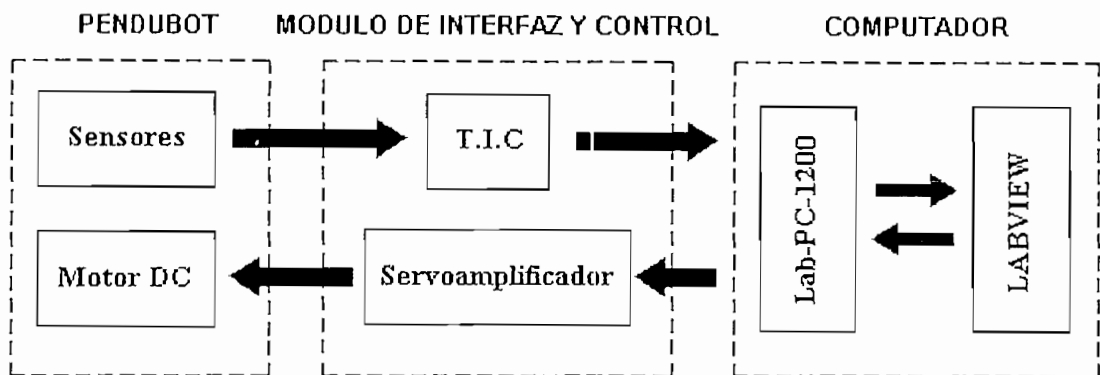 PENDUBOT
MODULO DE INTERFAZ Y CONTROL
COMPUTADOR
Sensores
T.I.C
Lab-PC-1200
LABVIEW
Motor DC
Servoamplificador